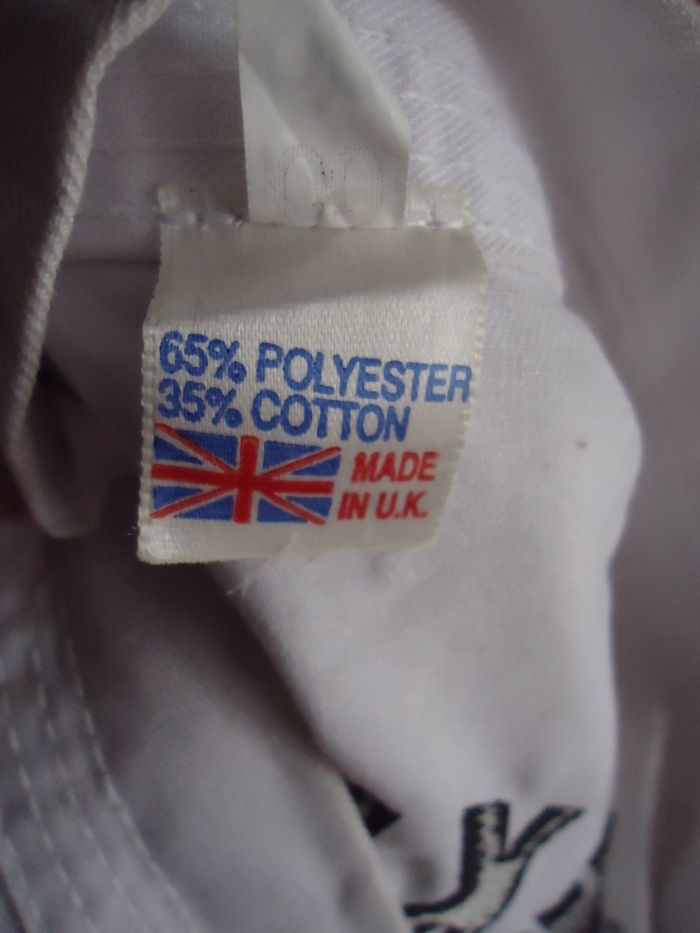 65% POLYESTER
35% COTTON
MADE
IN U.K.